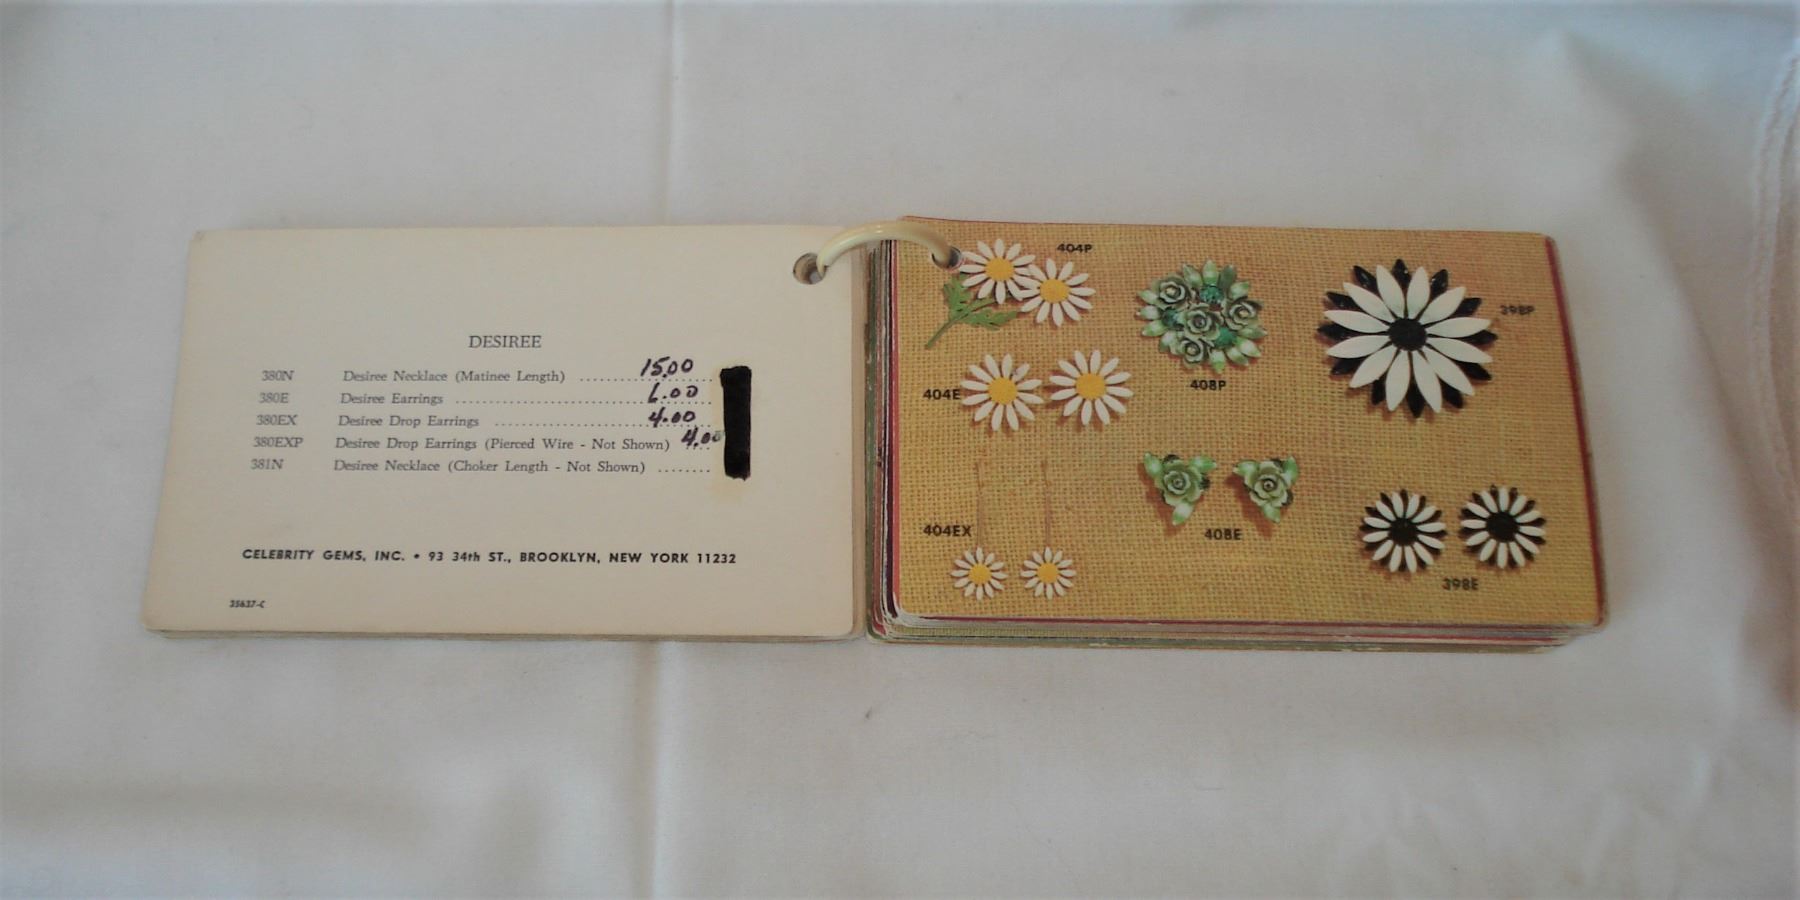 DESIREE
380N Desiree Necklace (Matinee Length) .......... 15.00
380E Desiree Earrings .......... 6.00
380EX Desiree Drop Earrings .......... 4.00
380EXP Desiree Drop Earrings (Pierced Wire - Not Shown) 4.00
381N Desiree Necklace (Choker Length - Not Shown) ........
CELEBRITY GEMS, INC. • 93 34th ST., BROOKLYN, NEW YORK 11232
35637-C
404P
398P
408P
404E
404EX
408E
398E